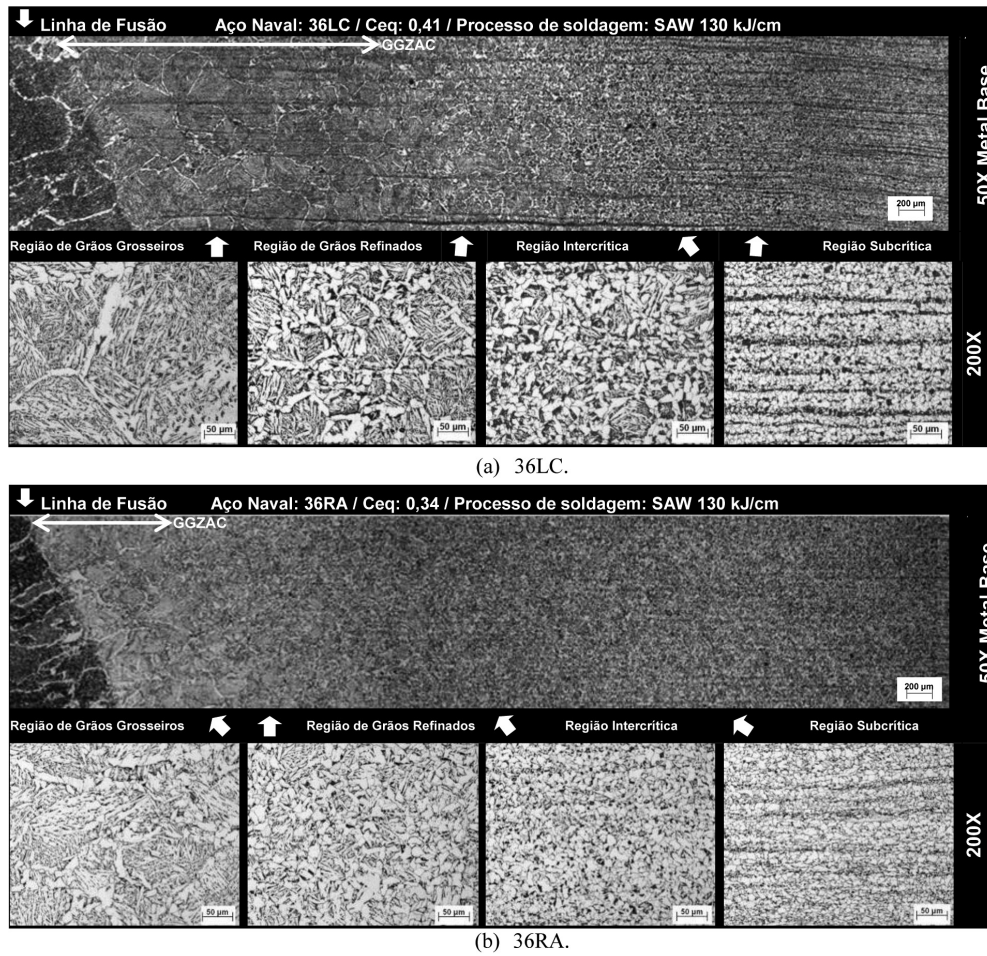 Linha de Fusão Aço Naval: 36LC / Ceq: 0,41 / Processo de soldagem: SAW 130 kJ/cm
GGZAC
50X Metal Base
200 µm
Região de Grãos Grosseiros Região de Grãos Refinados Região Intercrítica Região Subcrítica
200X
50 µm 50 µm 50 µm 50 µm
(a) 36LC.
Linha de Fusão Aço Naval: 36RA / Ceq: 0,34 / Processo de soldagem: SAW 130 kJ/cm
GGZAC
50X Metal Base
200 µm
Região de Grãos Grosseiros Região de Grãos Refinados Região Intercrítica Região Subcrítica
200X
50 µm 50 µm 50 µm 50 µm
(b) 36RA.